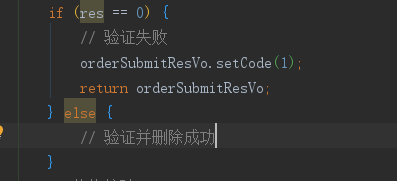 if (res == 0) {
// 验证失败
orderSubmitResVo.setCode(1);
return orderSubmitResVo;
} else {
// 验证并删除成功
}